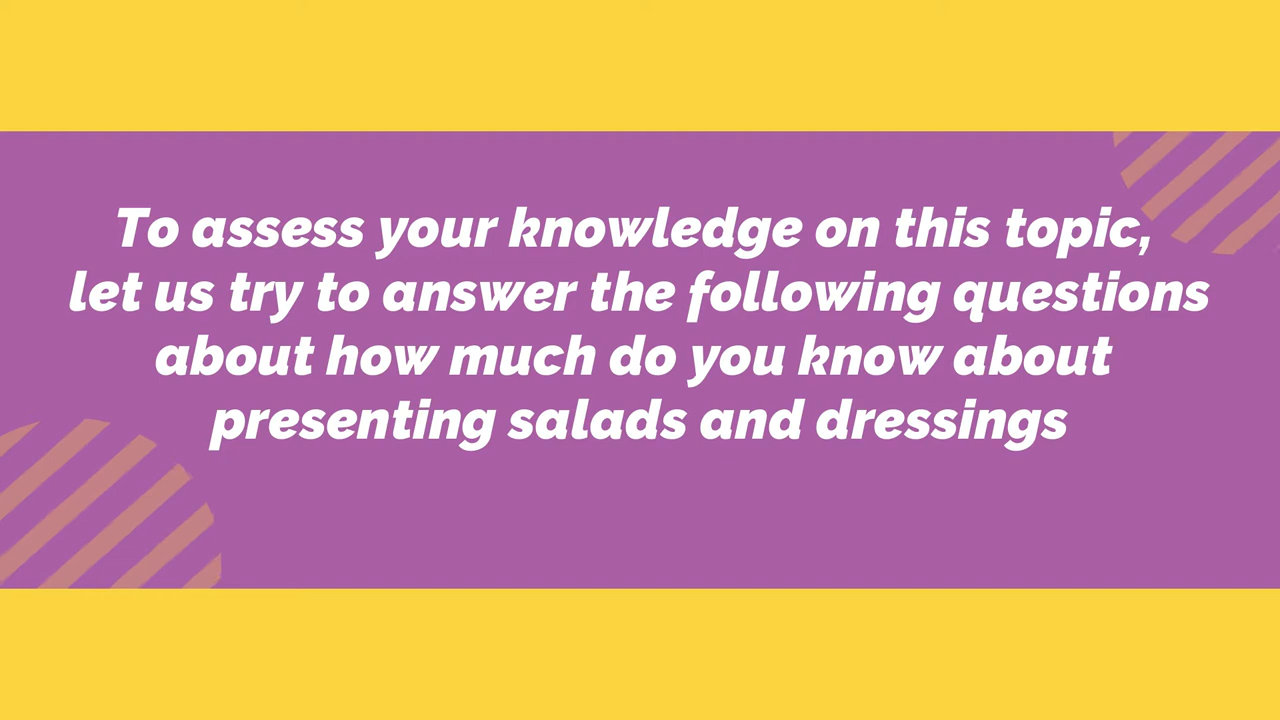 To assess your knowledge on this topic,
let us try to answer the following questions
about how much do you know about
presenting salads and dressings